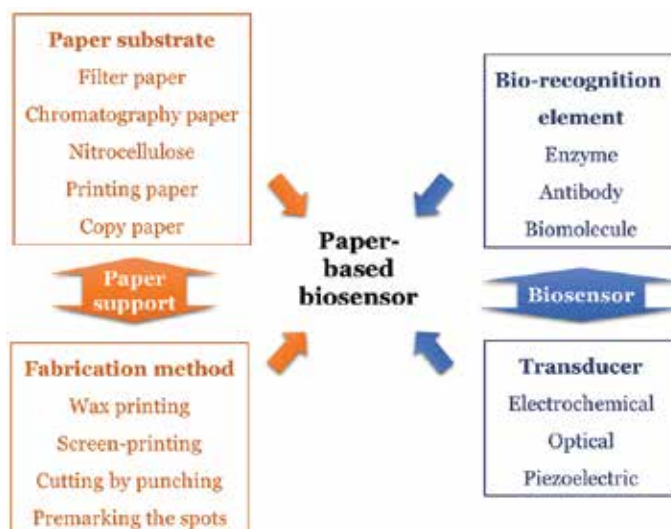 Paper substrate
Filter paper
Chromatography paper
Nitrocellulose
Printing paper
Copy paper
Paper
support
Fabrication method
Wax printing
Screen-printing
Cutting by punching
Premarking the spots
Paper-
based
biosensor
Bio-recognition
element
Enzyme
Antibody
Biomolecule
Biosensor
Transducer
Electrochemical
Optical
Piezoelectric